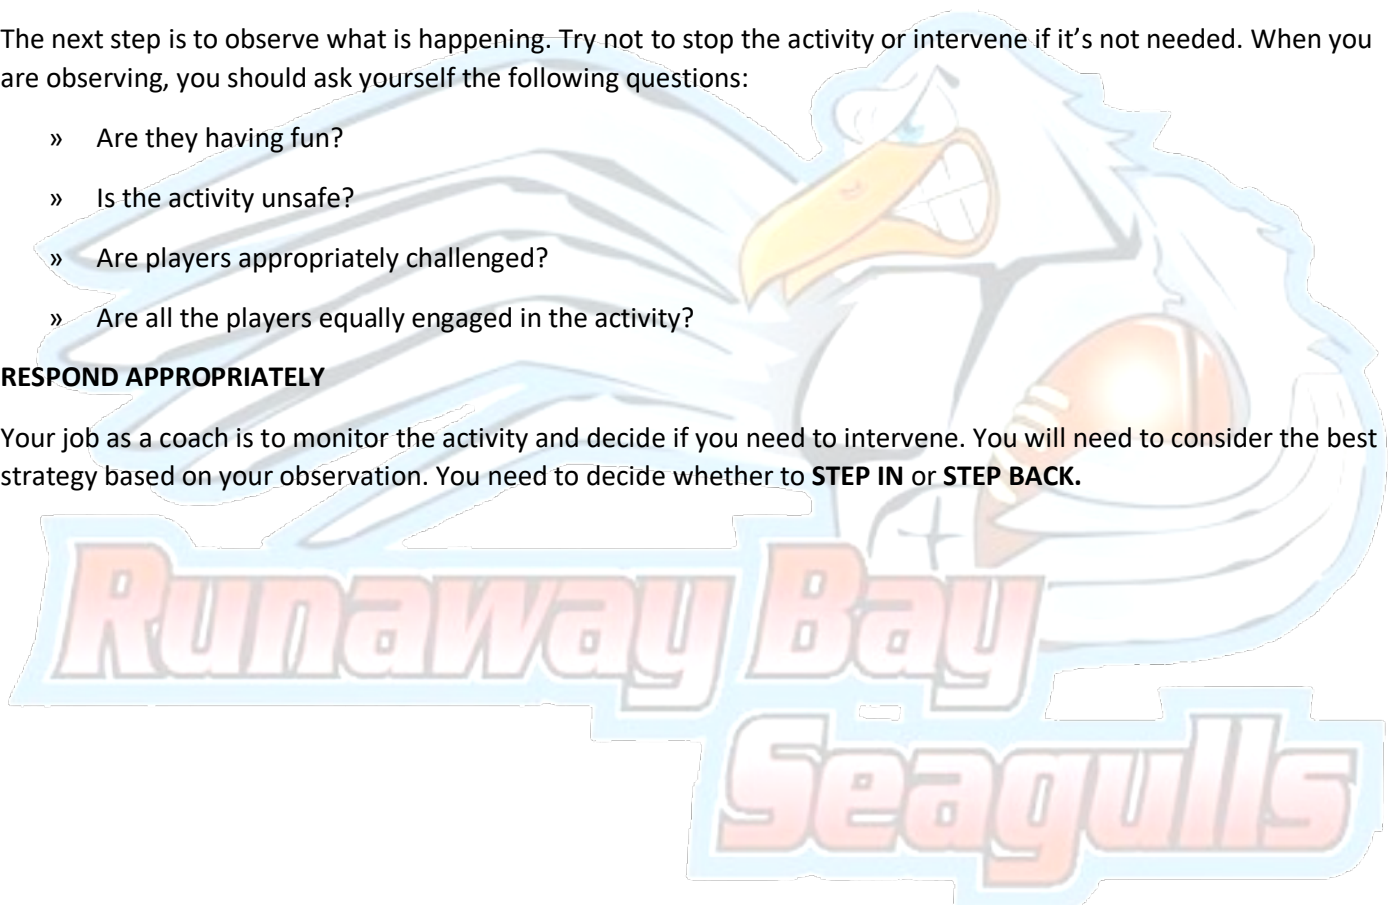 The next step is to observe what is happening. Try not to stop the activity or intervene if it’s not needed. When you
are observing, you should ask yourself the following questions:
» Are they having fun?
» Is the activity unsafe?
» Are players appropriately challenged?
» Are all the players equally engaged in the activity?
RESPOND APPROPRIATELY
Your job as a coach is to monitor the activity and decide if you need to intervene. You will need to consider the best
strategy based on your observation. You need to decide whether to STEP IN or STEP BACK.
Runaway Bay
Seagulls